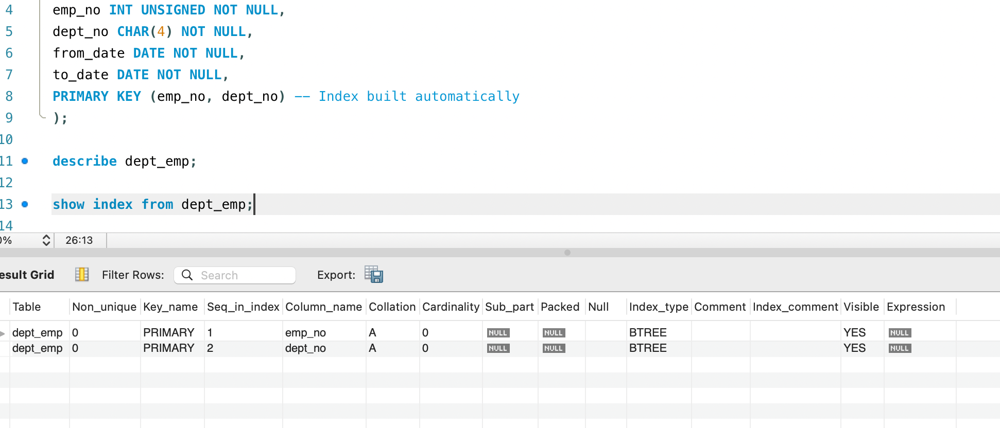 4 emp_no INT UNSIGNED NOT NULL,
5 dept_no CHAR(4) NOT NULL,
6 from_date DATE NOT NULL,
7 to_date DATE NOT NULL,
8 PRIMARY KEY (emp_no, dept_no) -- Index built automatically
9 );
10
11 describe dept_emp;
12
13 show index from dept_emp;
14
0% 26:13
esult Grid Filter Rows: Search Export:
Table Non_unique Key_name Seq_in_index Column_name Collation Cardinality Sub_part Packed Null Index_type Comment Index_comment Visible Expression
dept_emp 0 PRIMARY 1 emp_no A 0 NULL NULL BTREE YES NULL
dept_emp 0 PRIMARY 2 dept_no A 0 NULL NULL BTREE YES NULL